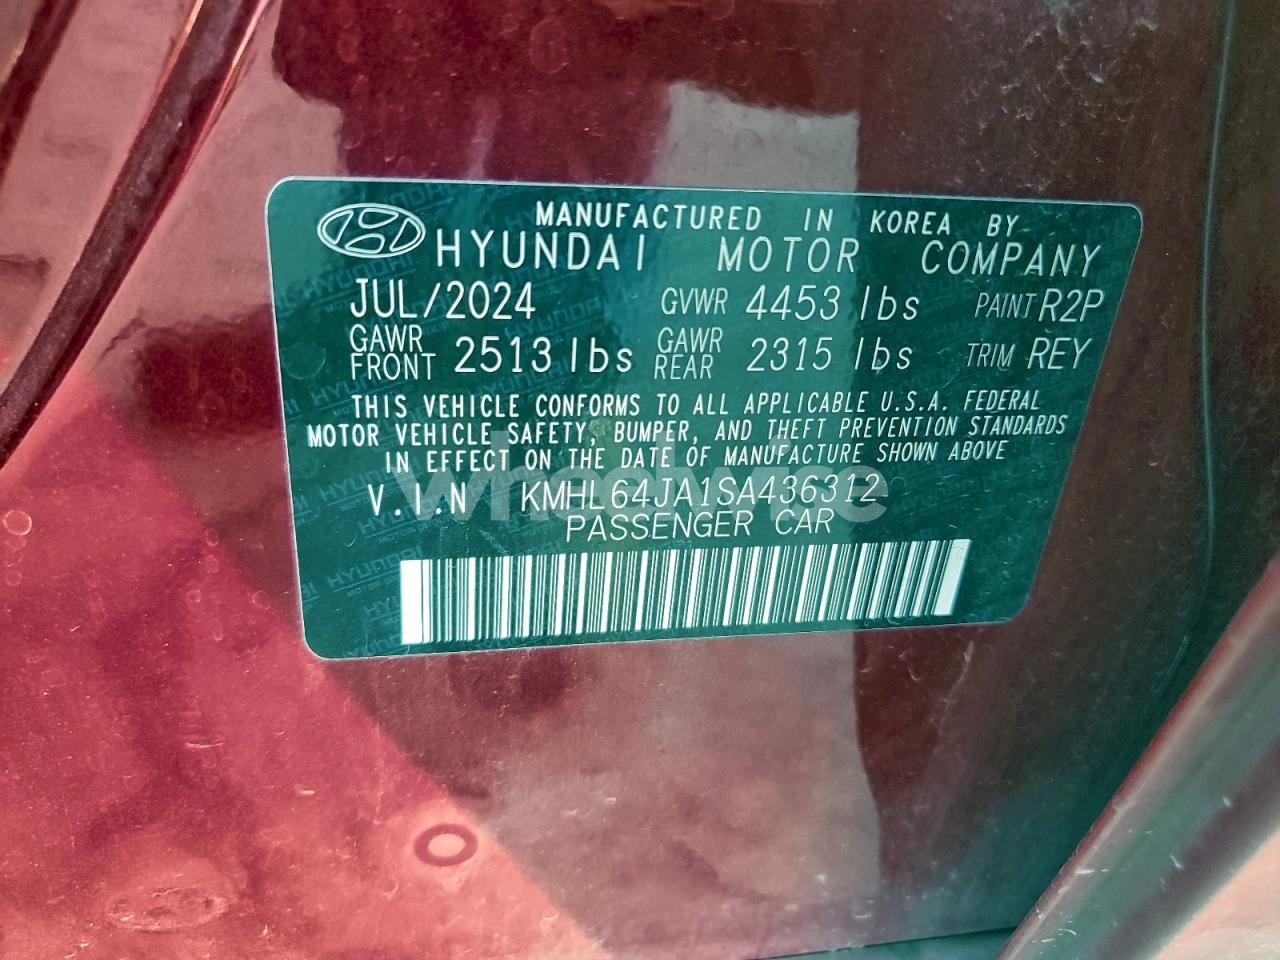 MANUFACTURED IN KOREA BY
HYUNDAI MOTOR COMPANY
JUL/2024 GVWR 4453 lbs PAINT R2P
GAWR FRONT 2513 lbs GAWR REAR 2315 lbs TRIM REY
THIS VEHICLE CONFORMS TO ALL APPLICABLE U.S.A. FEDERAL
MOTOR VEHICLE SAFETY, BUMPER, AND THEFT PREVENTION STANDARDS
IN EFFECT ON THE DATE OF MANUFACTURE SHOWN ABOVE
V.I.N KMHL64JA1SA436312
PASSENGER CAR
wheelwise